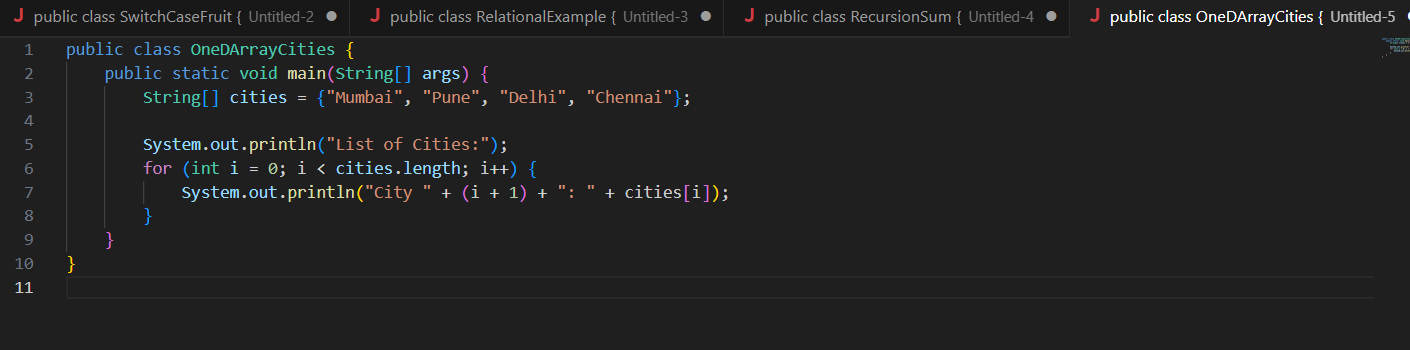 public class SwitchCaseFruit { Untitled-2 public class RelationalExample { Untitled-3 public class RecursionSum { Untitled-4 public class OneDArrayCities { Untitled-5
1 public class OneDArrayCities {
2     public static void main(String[] args) {
3         String[] cities = {"Mumbai", "Pune", "Delhi", "Chennai"};
4
5         System.out.println("List of Cities:");
6         for (int i = 0; i < cities.length; i++) {
7             System.out.println("City " + (i + 1) + ": " + cities[i]);
8         }
9     }
10 }
11